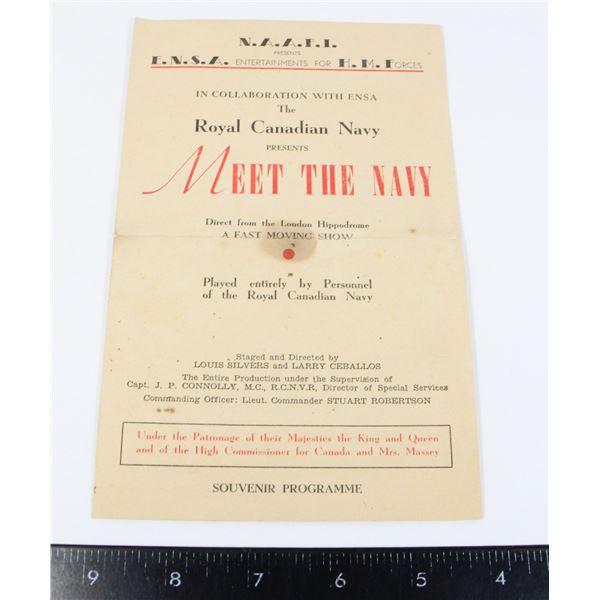 N.A.A.F.I.
PRESENTS
E.N.S.A. ENTERTAINMENTS FOR H.M. FORCES
IN COLLABORATION WITH ENSA
The
Royal Canadian Navy
PRESENTS
MEET THE NAVY
Direct from the London Hippodrome
A FAST MOVING SHOW
Played entirely by Personnel
of the Royal Canadian Navy
Staged and Directed by
LOUIS SILVERS and LARRY CEBALLOS
The Entire Production under the Supervision of
Capt. J. P. CONNOLLY, M.C., R.C.N.V.R, Director of Special Services
Commanding Officer: Lieut. Commander STUART ROBERTSON
Under the Patronage of their Majesties the King and Queen
and of the High Commissioner for Canada and Mrs. Massey
SOUVENIR PROGRAMME
9 8 7 6 5 4